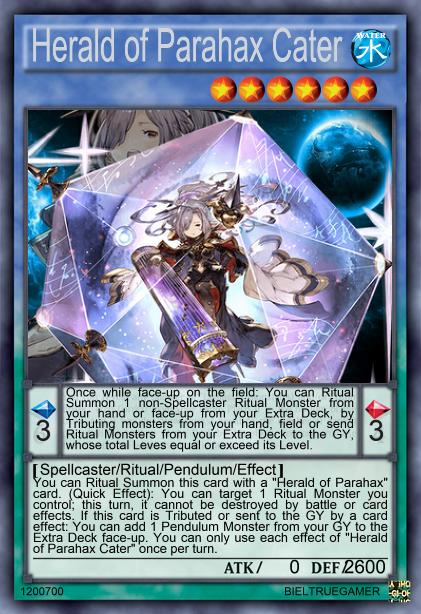 Herald of Parahax Cater
WATER
水
Once while face-up on the field: You can Ritual
Summon 1 non-Spellcaster Ritual Monster from
your hand or face-up from your Extra Deck, by
Tributing monsters from your hand, field or send
Ritual Monsters from your Extra Deck to the GY,
whose total Leves equal or exceed its Level.
3
3
[Spellcaster/Ritual/Pendulum/Effect]
You can Ritual Summon this card with a "Herald of Parahax"
card. (Quick Effect): You can target 1 Ritual Monster you
control; this turn, it cannot be destroyed by battle or card
effects. If this card is Tributed or sent to the GY by a card
effect: You can add 1 Pendulum Monster from your GY to the
Extra Deck face-up. You can only use each effect of "Herald
of Parahax Cater" once per turn.
ATK/ 0 DEF/2600
1200700 BIELTRUEGAMER